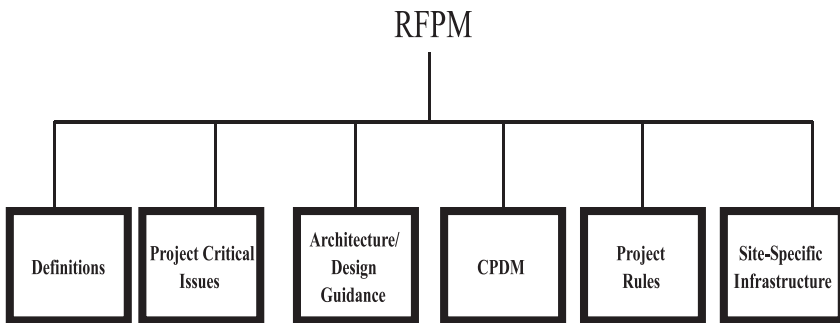 RFPM
Definitions
Project Critical
Issues
Architecture/
Design
Guidance
CPDM
Project
Rules
Site-Specific
Infrastructure